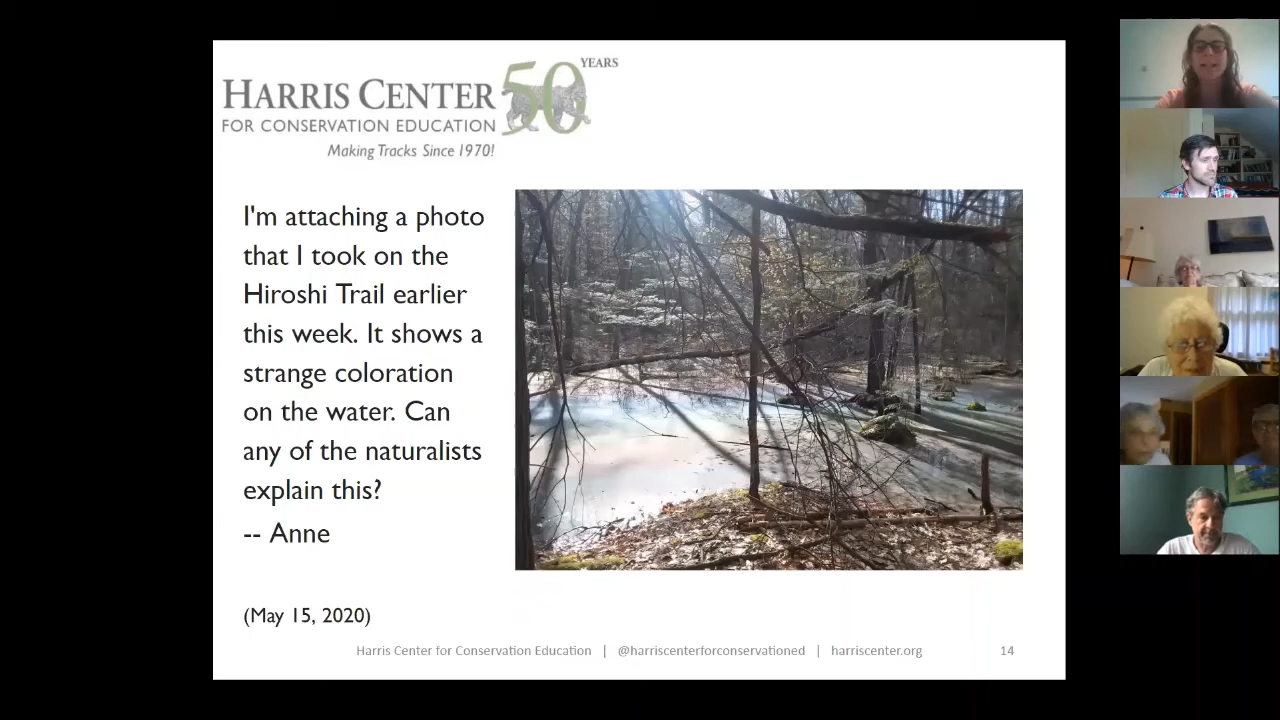 HARRIS CENTER 50 YEARS
FOR CONSERVATION EDUCATION
Making Tracks Since 1970!
I'm attaching a photo
that I took on the
Hiroshi Trail earlier
this week. It shows a
strange coloration
on the water. Can
any of the naturalists
explain this?
-- Anne
(May 15, 2020)
Harris Center for Conservation Education | @harriscenterforconservationed | harriscenter.org 14